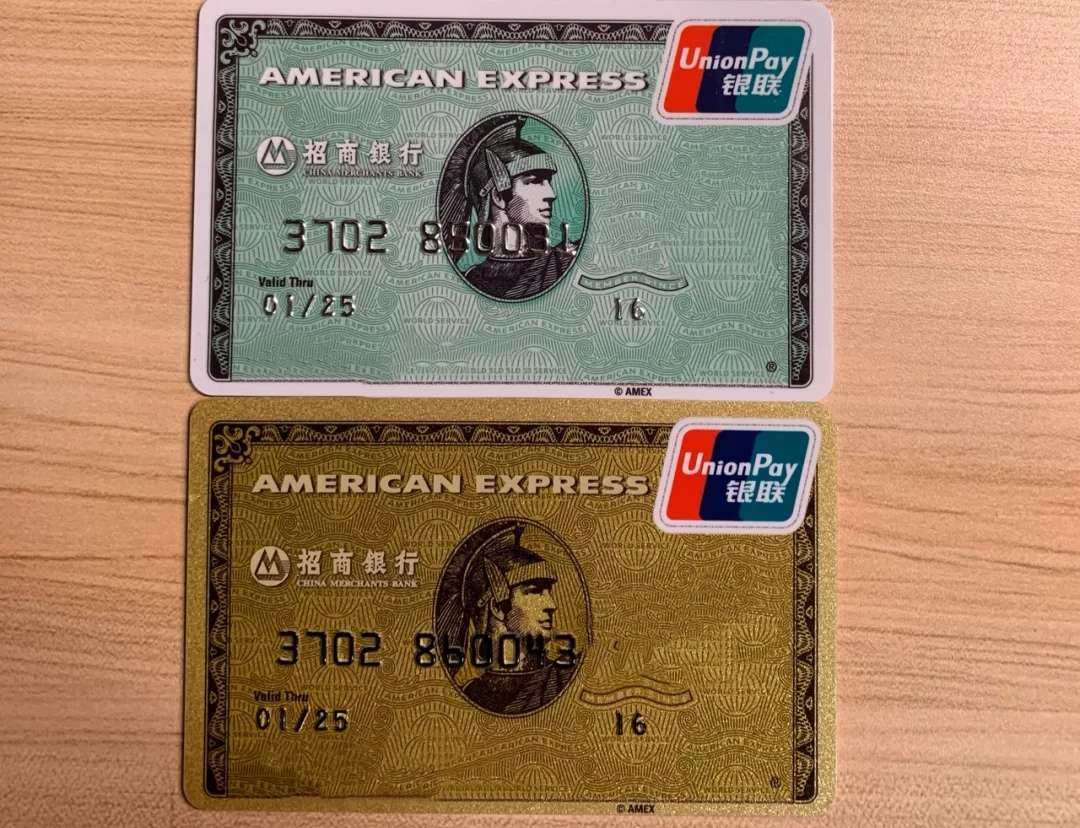 AMERICAN EXPRESS
UnionPay
银联
招商銀行
CHINA MERCHANTS BANK
3702 860031
Valid Thru
01/25
16
®
© AMEX
AMERICAN EXPRESS
UnionPay
银联
招商銀行
CHINA MERCHANTS BANK
3702 860043
Valid Thru
01/25
16
®
© AMEX